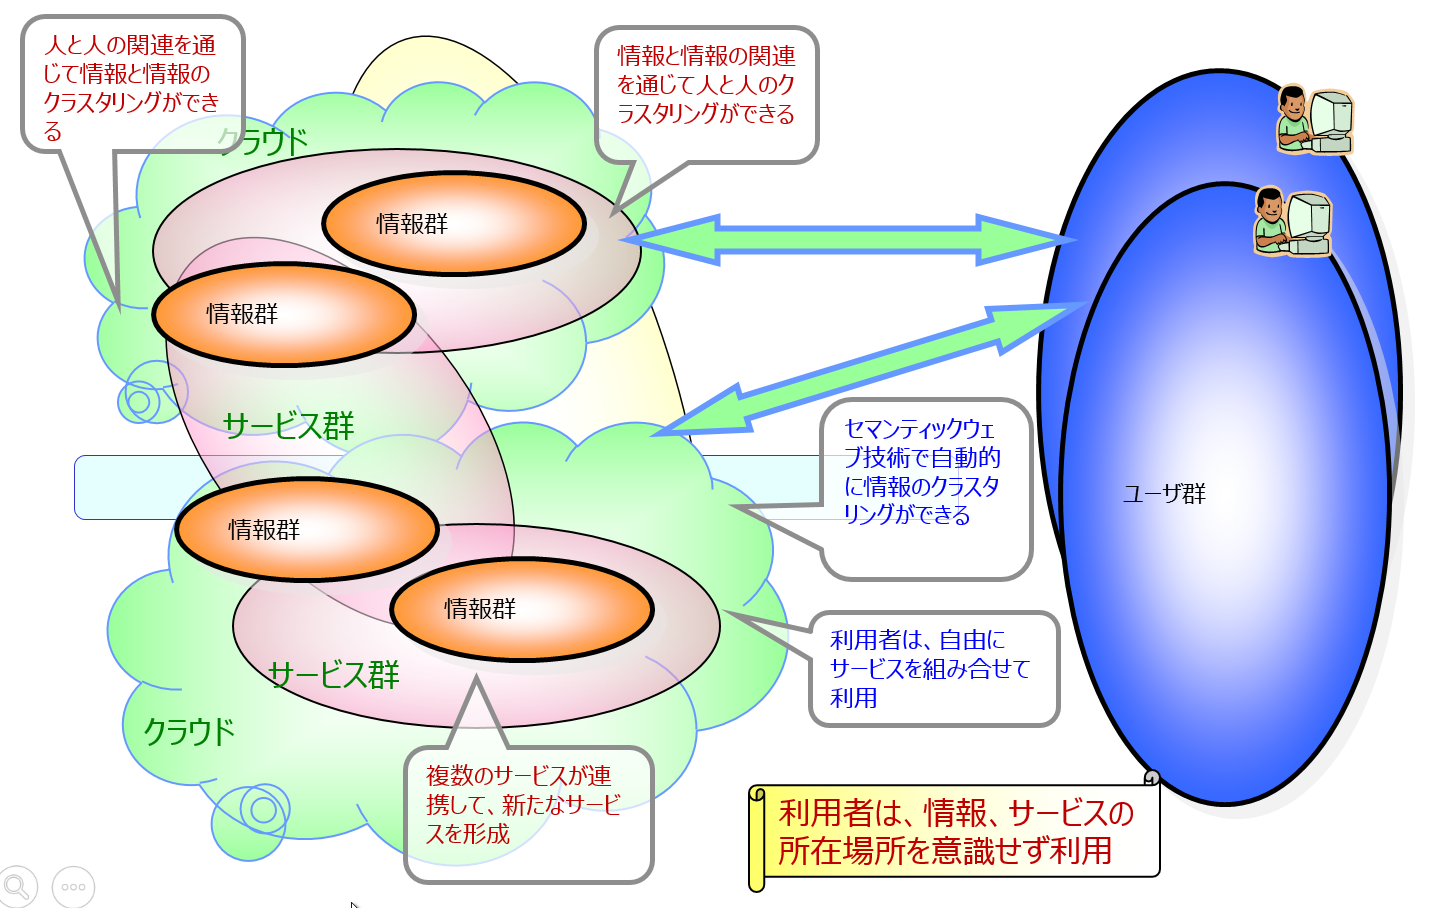 人と人の関連を通
じて情報と情報の
クラスタリングができ
る
情報と情報の関連
を通じて人と人のク
ラスタリングができる
クラウド
情報群
情報群
サービス群
セマンティックウェ
ブ技術で自動的
に情報のクラスタ
リングができる
ユーザ群
情報群
情報群
利用者は、自由に
サービスを組み合せて
利用
サービス群
クラウド
複数のサービスが連
携して、新たなサービ
スを形成
利用者は、情報、サービスの
所在場所を意識せず利用